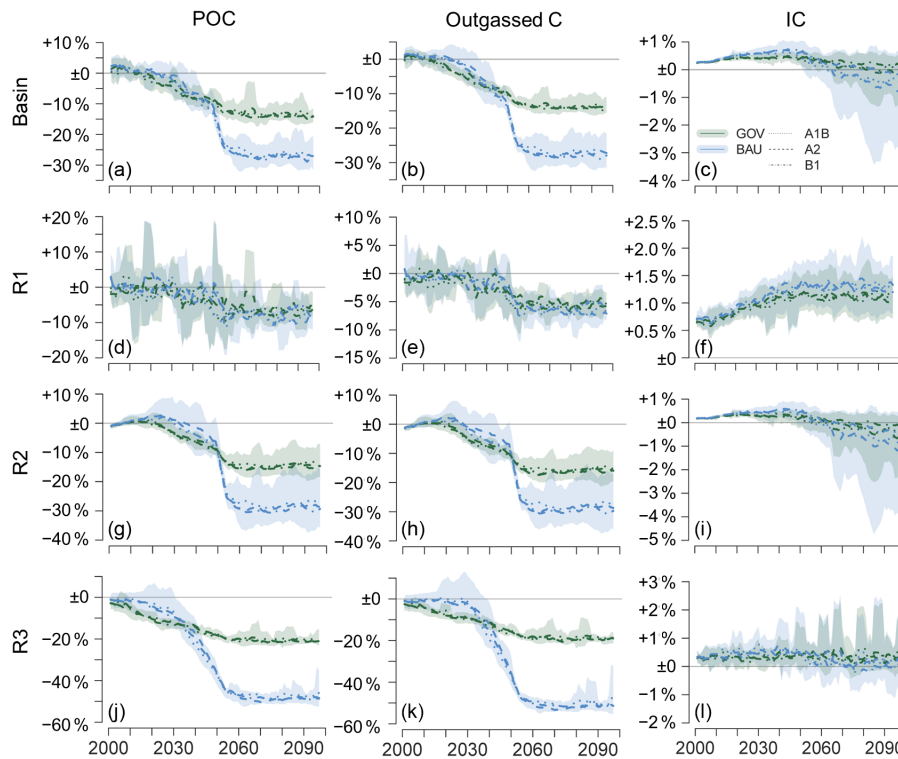 POC Outgassed C IC
Basin
+10 %
±0
−10 %
−20 %
−30 %
(a)
±0
−10 %
−20 %
−30 %
(b)
+1 %
±0
−1 %
−2 %
−3 %
−4 %
GOV
BAU
A1B
A2
B1
(c)
R1
+20 %
+10 %
±0
−10 %
−20 %
(d)
+10 %
+5 %
±0
−5 %
−10 %
−15 %
(e)
+2.5 %
+2.0 %
+1.5 %
+1.0 %
+0.5 %
±0
(f)
R2
+10 %
±0
−10 %
−20 %
−30 %
−40 %
(g)
+10 %
±0
−10 %
−20 %
−30 %
−40 %
(h)
+1 %
±0
−1 %
−2 %
−3 %
−4 %
−5 %
(i)
R3
±0
−20 %
−40 %
−60 %
(j)
±0
−20 %
−40 %
−60 %
(k)
+3 %
+2 %
+1 %
±0
−1 %
−2 %
(l)
2000 2030 2060 2090 2000 2030 2060 2090 2000 2030 2060 2090